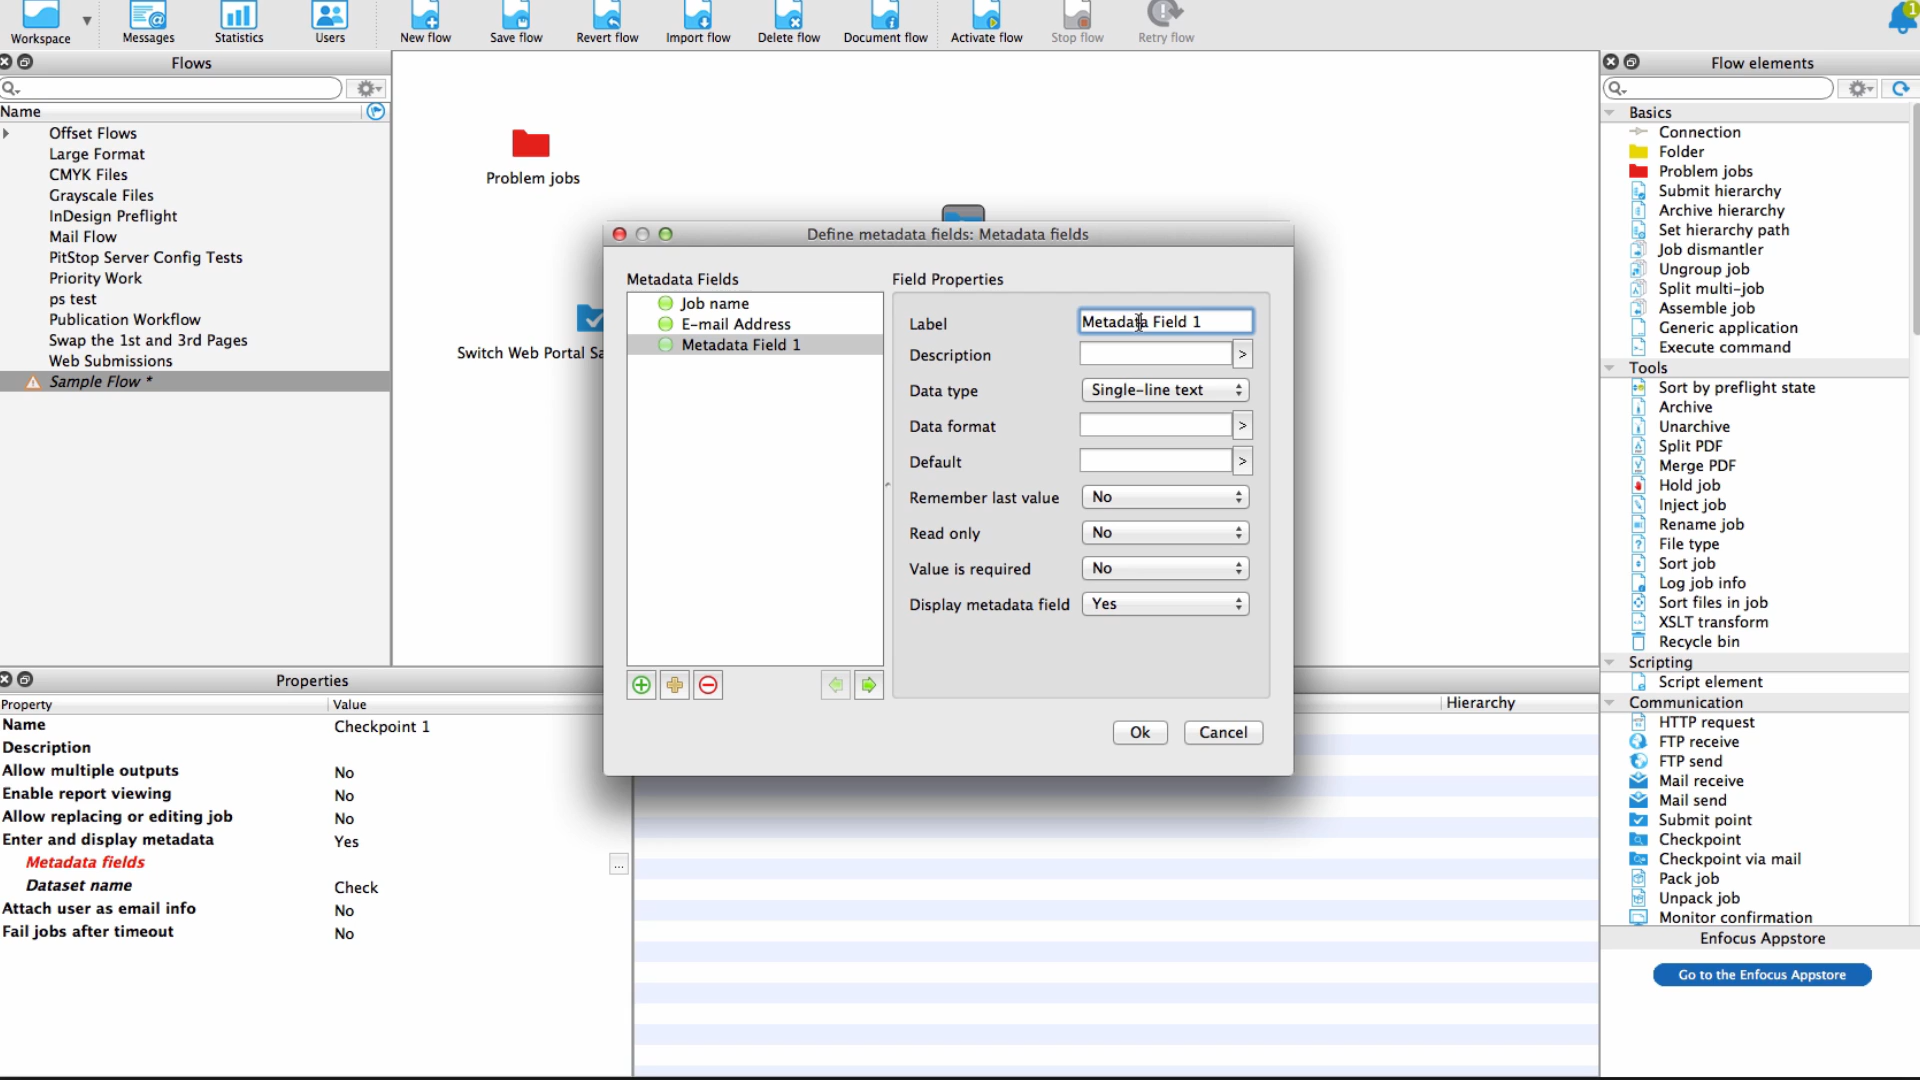 Workspace
Messages
Statistics
Users
New flow
Save flow
Revert flow
Import flow
Delete flow
Document flow
Activate flow
Stop flow
Retry flow
1
Flows
Name
Offset Flows
Large Format
CMYK Files
Grayscale Files
InDesign Preflight
Mail Flow
PitStop Server Config Tests
Priority Work
ps test
Publication Workflow
Swap the 1st and 3rd Pages
Web Submissions
Sample Flow *
Problem jobs
Switch Web Portal Sa
Define metadata fields: Metadata fields
Metadata Fields
Job name
E-mail Address
Metadata Field 1
Field Properties
Label
Metadata Field 1
Description
>
Data type
Single-line text
Data format
>
Default
>
Remember last value
No
Read only
No
Value is required
No
Display metadata field
Yes
Ok
Cancel
Properties
Property
Value
Name
Checkpoint 1
Description
Allow multiple outputs
No
Enable report viewing
No
Allow replacing or editing job
No
Enter and display metadata
Yes
Metadata fields
...
Dataset name
Check
Attach user as email info
No
Fail jobs after timeout
No
Hierarchy
Flow elements
Basics
Connection
Folder
Problem jobs
Submit hierarchy
Archive hierarchy
Set hierarchy path
Job dismantler
Ungroup job
Split multi-job
Assemble job
Generic application
Execute command
Tools
Sort by preflight state
Archive
Unarchive
Split PDF
Merge PDF
Hold job
Inject job
Rename job
File type
Sort job
Log job info
Sort files in job
XSLT transform
Recycle bin
Scripting
Script element
Communication
HTTP request
FTP receive
FTP send
Mail receive
Mail send
Submit point
Checkpoint
Checkpoint via mail
Pack job
Unpack job
Monitor confirmation
Enfocus Appstore
Go to the Enfocus Appstore